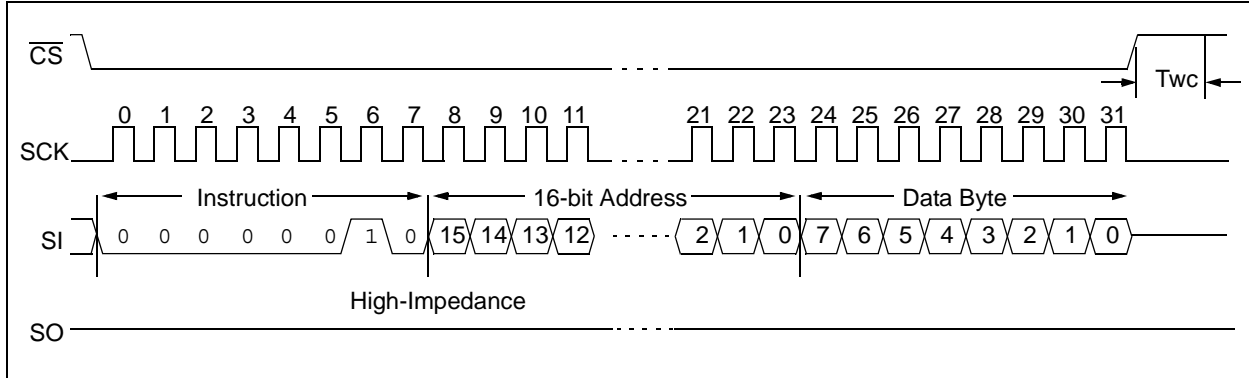 CS
Twc
0 1 2 3 4 5 6 7 8 9 10 11 21 22 23 24 25 26 27 28 29 30 31
SCK
Instruction 16-bit Address Data Byte
SI 0 0 0 0 0 0 1 0 15 14 13 12 2 1 0 7 6 5 4 3 2 1 0
High-Impedance
SO